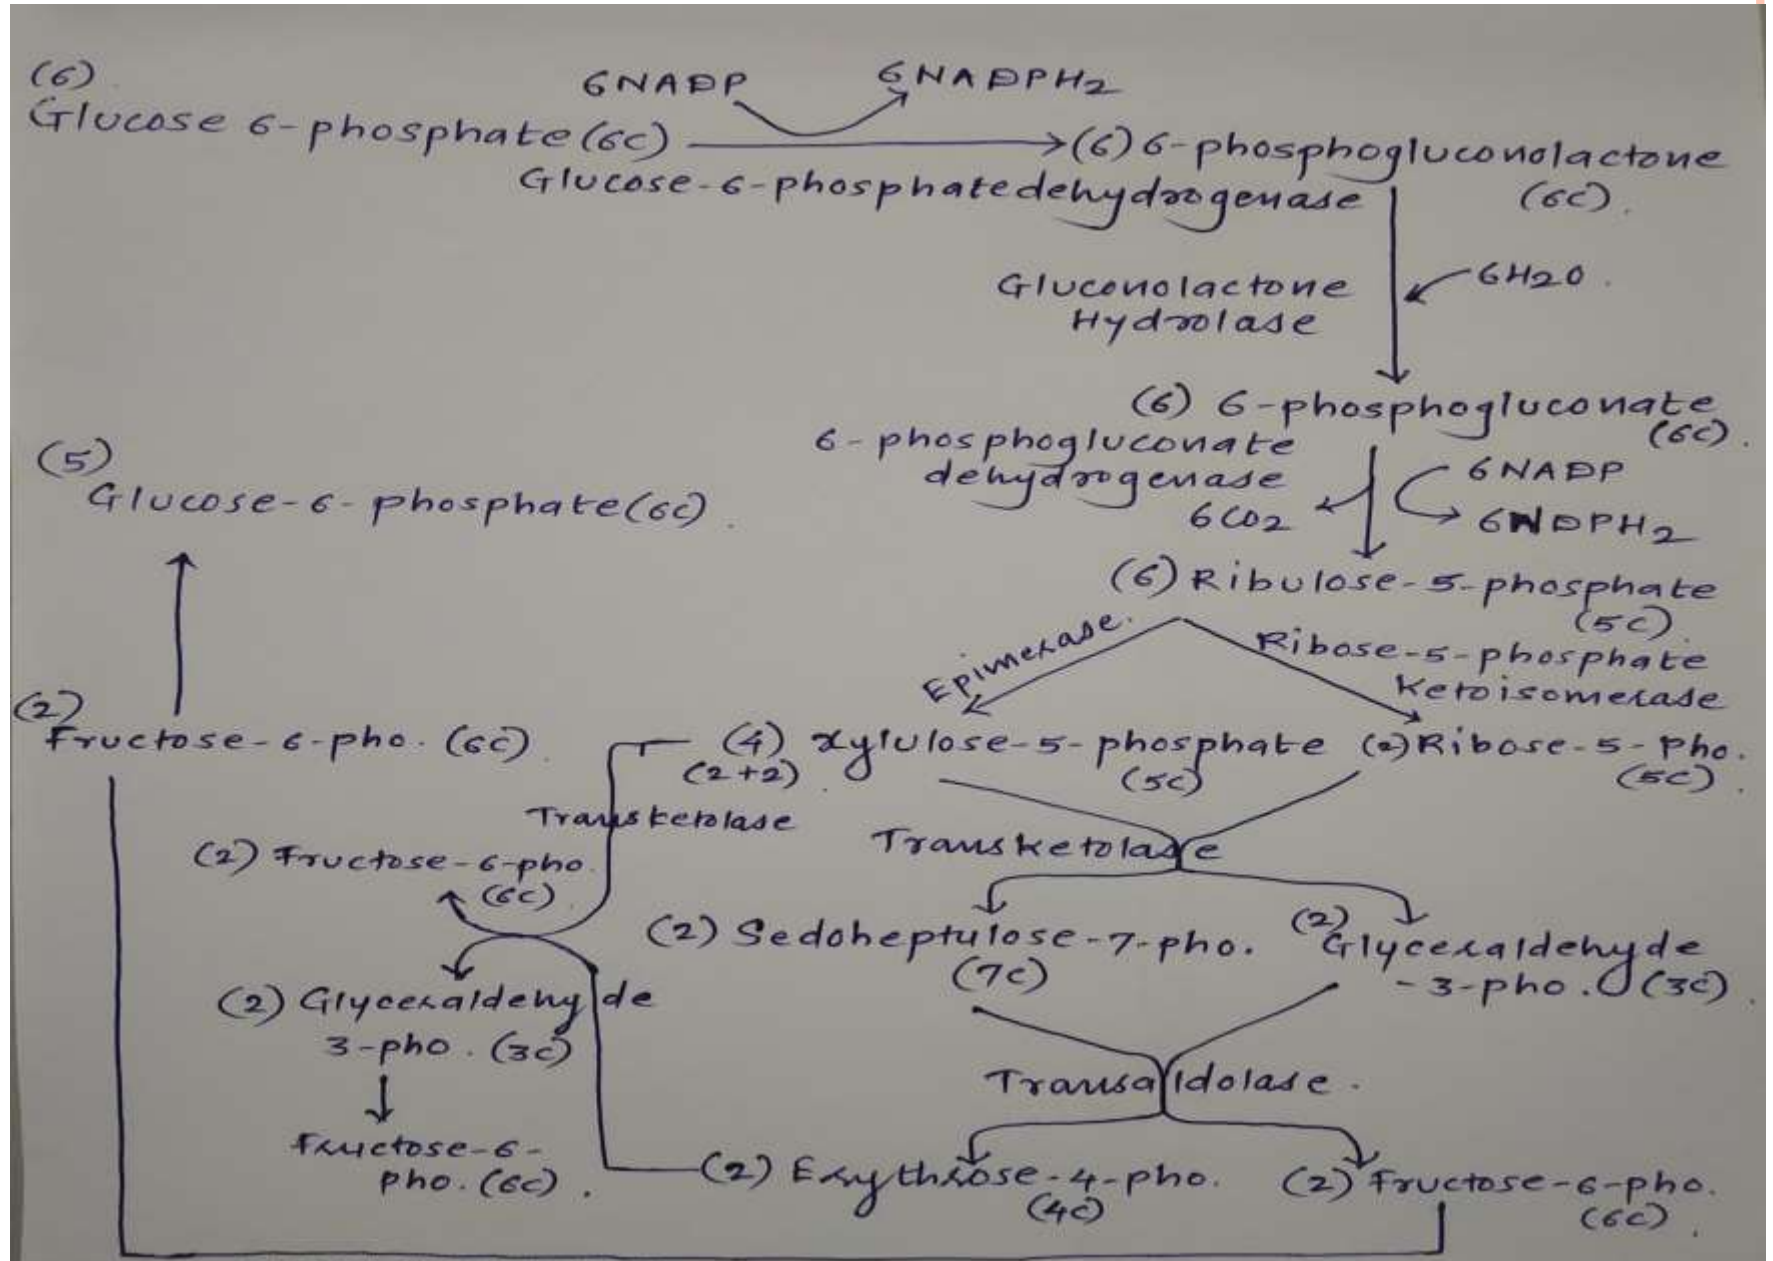 (6)
Glucose 6-phosphate (6C)
6NADP
6NADPH2
Glucose-6-phosphatedehydrogenase
(6) 6-phosphogluconolactone
(6C).
Gluconolactone
Hydrolase
6H2O.
(6) 6-phosphogluconate
(6C).
6-phosphogluconate
dehydrogenase
6CO2
6NADP
6NDPH2
(5)
Glucose-6-phosphate (6C).
(6) Ribulose-5-phosphate
(5C).
Epimerase.
Ribose-5-phosphate
Ketoisomerase
(2)
Fructose-6-pho. (6C).
(4) Xylulose-5-phosphate
(2+2).
(5C)
(2) Ribose-5-Pho.
(5C).
Transketolase
Transketolase
(2) Fructose-6-pho.
(6C).
(2) Sedoheptulose-7-pho.
(7C)
(2)
Glyceraldehyde
-3-pho. (3C).
(2) Glyceraldehyde
3-pho. (3C)
Transaldolase.
Fructose-6-
pho. (6C).
(2) Erythrose-4-pho.
(4C)
(2) Fructose-6-pho.
(6C).